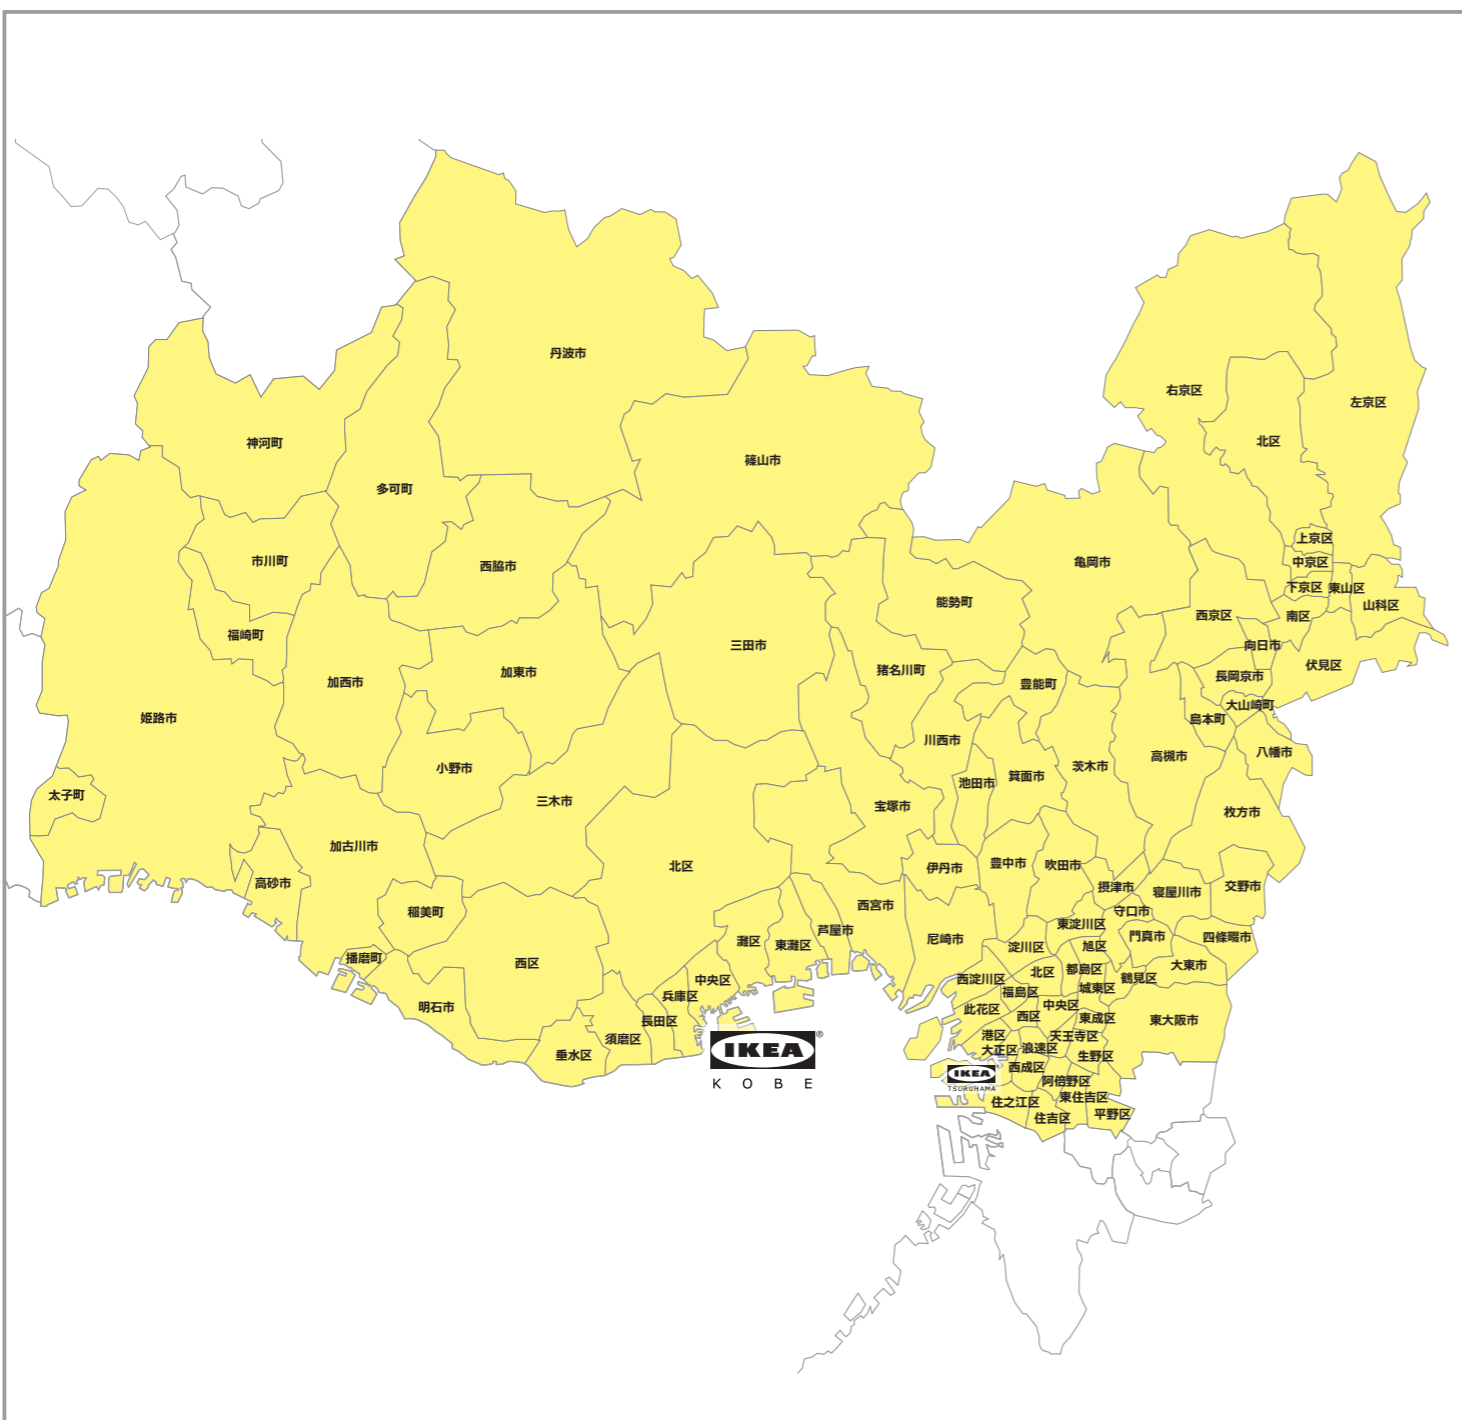 丹波市
右京区
左京区
北区
神河町
篠山市
多可町
上京区
市川町
西脇市
亀岡市
中京区
下京区
東山区
能勢町
山科区
西京区
南区
福崎町
三田市
向日市
伏見区
猪名川町
加東市
長岡京市
加西市
豊能町
大山崎町
姫路市
島本町
川西市
八幡市
高槻市
小野市
茨木市
箕面市
池田市
太子町
三木市
宝塚市
枚方市
加古川市
北区
伊丹市
豊中市
吹田市
高砂市
摂津市
寝屋川市
交野市
稲美町
西宮市
守口市
東淀川区
芦屋市
灘区
東灘区
尼崎市
門真市
四條畷市
淀川区
旭区
播磨町
西区
大東市
北区
都島区
中央区
西淀川区
鶴見区
城東区
福島区
兵庫区
明石市
此花区
中央区
西区
東成区
東大阪市
長田区
港区
天王寺区
須磨区
大正区
浪速区
垂水区
生野区
IKEA®
KOBE
西成区
IKEA
TSURUHAMA
阿倍野区
東住吉区
住之江区
平野区
住吉区